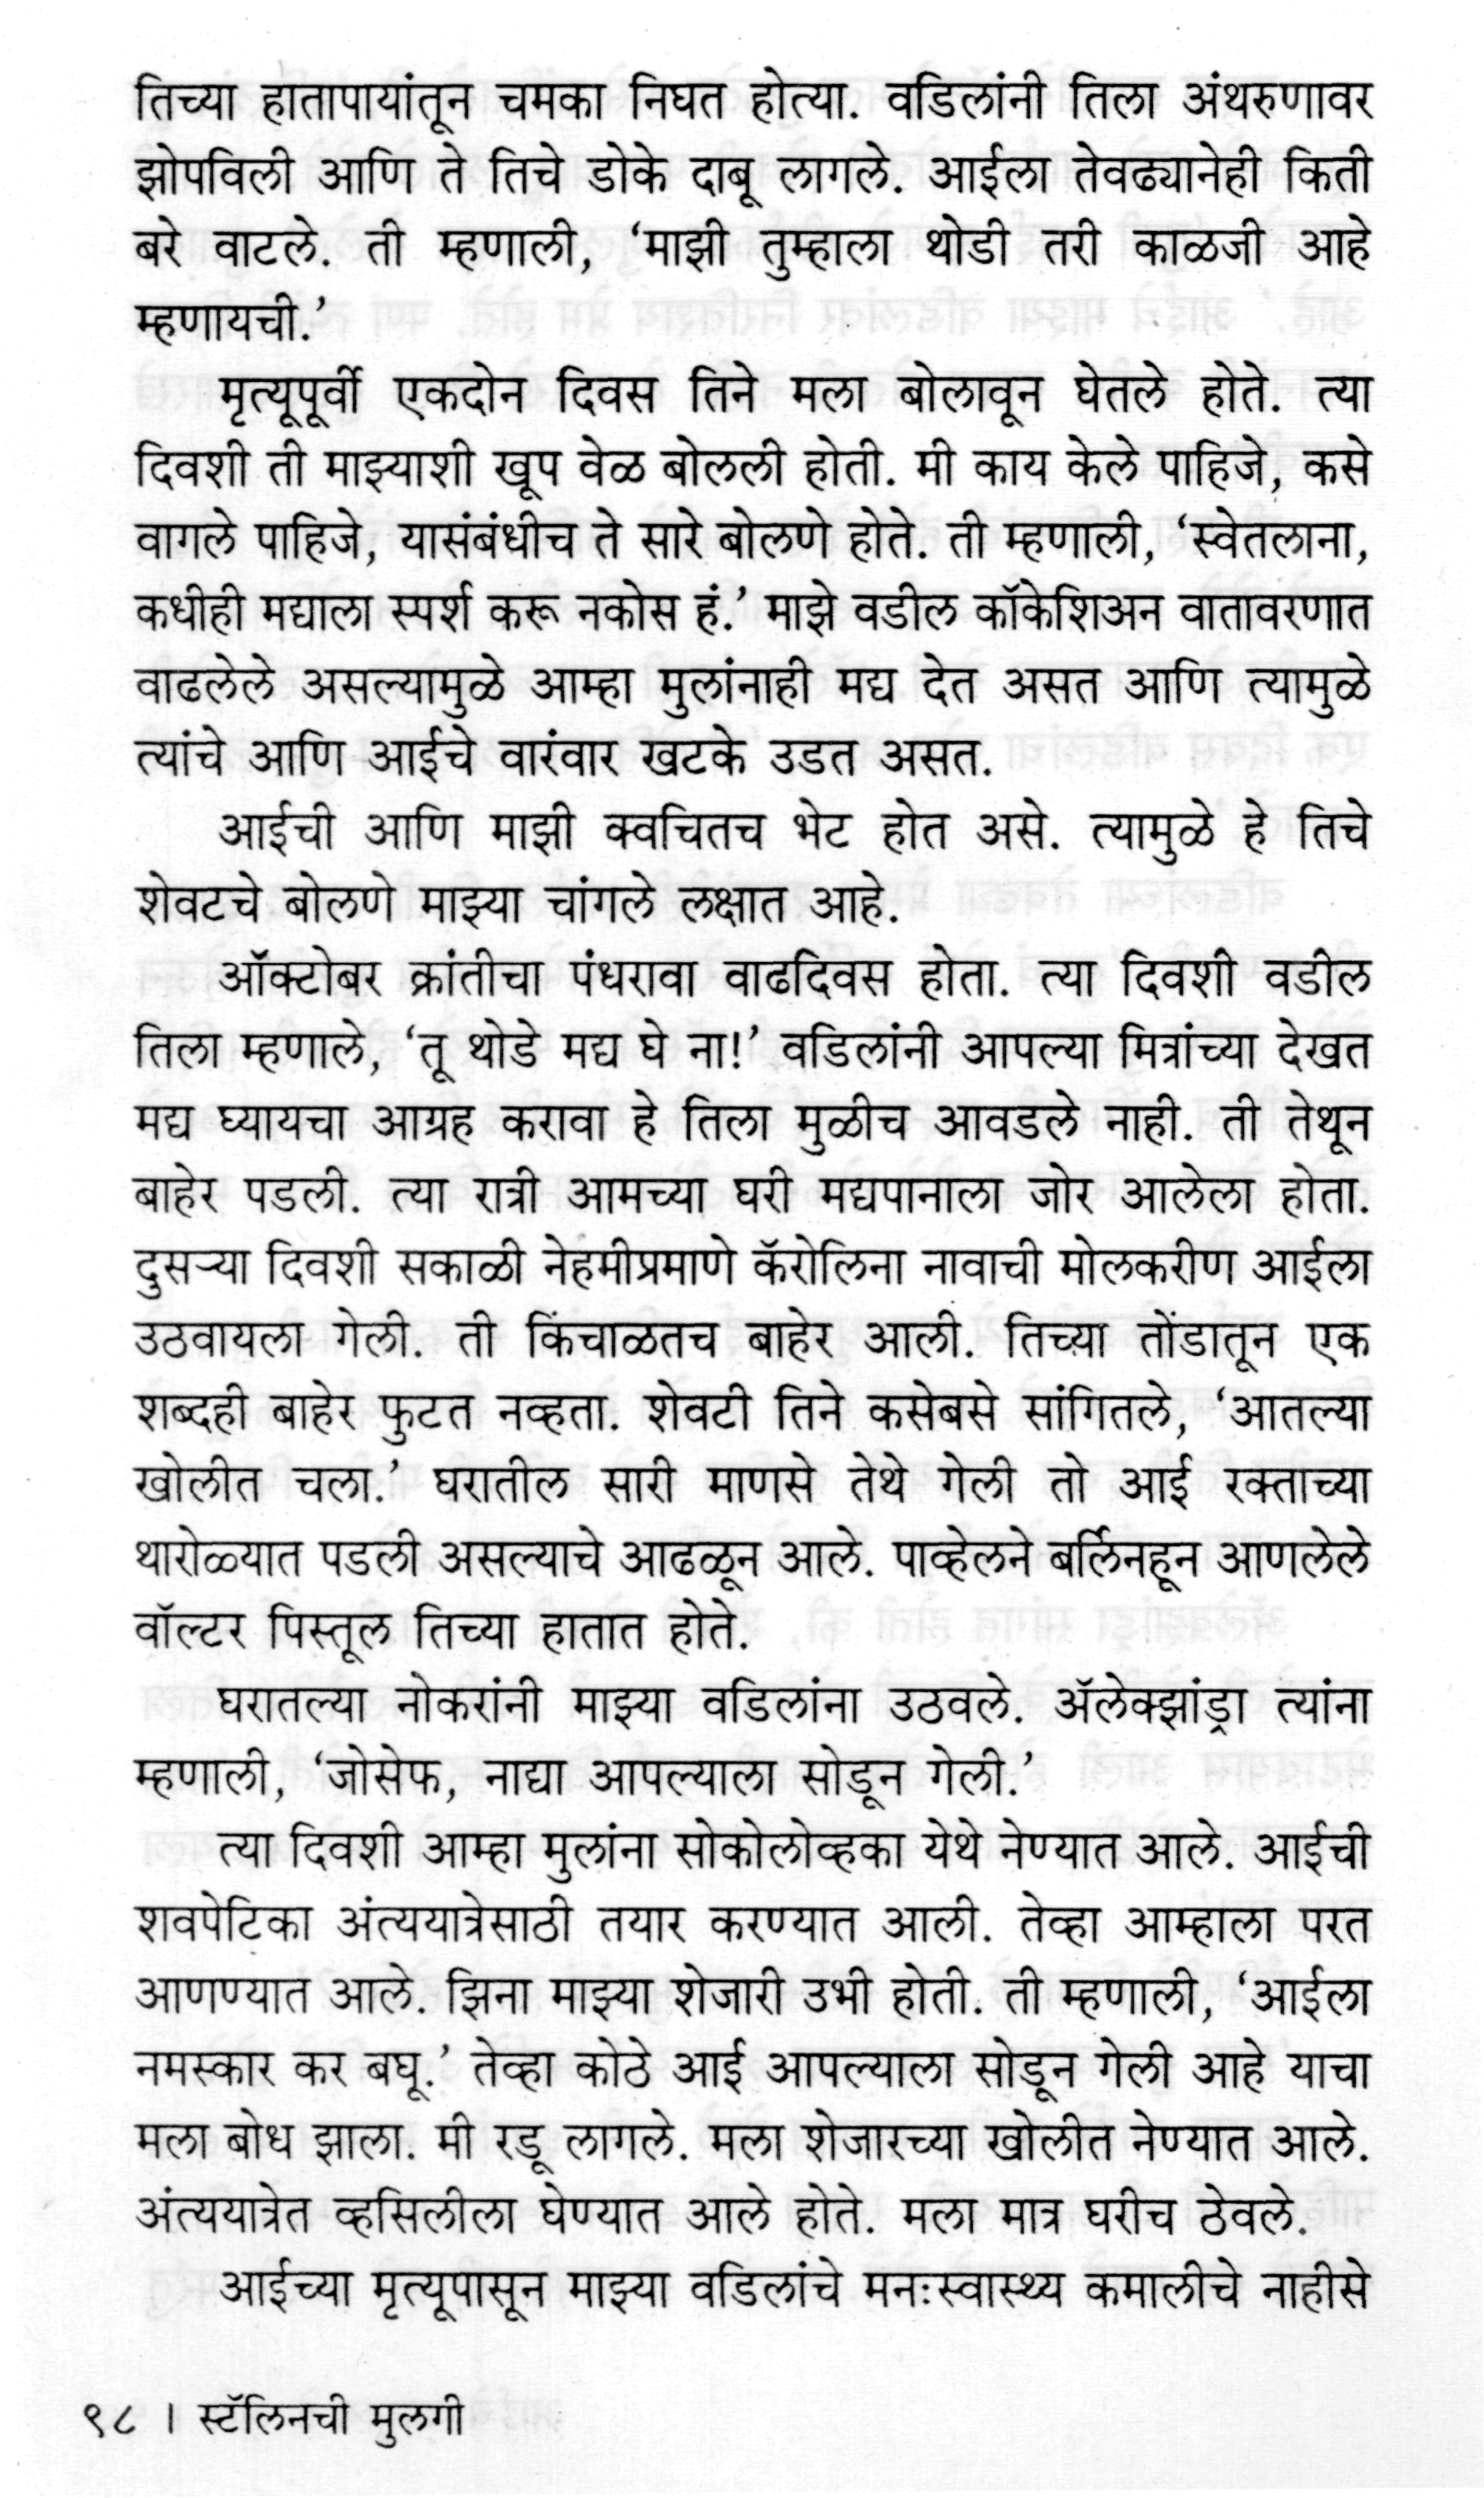 तिच्या हातापायांतून चमका निघत होत्या. वडिलांनी तिला अंथरुणावर
झोपविली आणि ते तिचे डोके दाबू लागले. आईला तेवढ्यानेही किती
बरे वाटले. ती म्हणाली, ‘माझी तुम्हाला थोडी तरी काळजी आहे
म्हणायची.’
मृत्यूपूर्वी एकदोन दिवस तिने मला बोलावून घेतले होते. त्या
दिवशी ती माझ्याशी खूप वेळ बोलली होती. मी काय केले पाहिजे, कसे
वागले पाहिजे, यासंबंधीच ते सारे बोलणे होते. ती म्हणाली, ‘स्वेतलाना,
कधीही मद्याला स्पर्श करू नकोस हं.’ माझे वडील कॉकेशिअन वातावरणात
वाढलेले असल्यामुळे आम्हा मुलांनाही मद्य देत असत आणि त्यामुळे
त्यांचे आणि आईचे वारंवार खटके उडत असत.
आईची आणि माझी क्वचितच भेट होत असे. त्यामुळे हे तिचे
शेवटचे बोलणे माझ्या चांगले लक्षात आहे.
ऑक्टोबर क्रांतीचा पंधरावा वाढदिवस होता. त्या दिवशी वडील
तिला म्हणाले, ‘तू थोडे मद्य घे ना!’ वडिलांनी आपल्या मित्रांच्या देखत
मद्य घ्यायचा आग्रह करावा हे तिला मुळीच आवडले नाही. ती तेथून
बाहेर पडली. त्या रात्री आमच्या घरी मद्यपानाला जोर आलेला होता.
दुसऱ्या दिवशी सकाळी नेहमीप्रमाणे कॅरोलिना नावाची मोलकरीण आईला
उठवायला गेली. ती किंचाळतच बाहेर आली. तिच्या तोंडातून एक
शब्दही बाहेर फुटत नव्हता. शेवटी तिने कसेबसे सांगितले, ‘आतल्या
खोलीत चला.’ घरातील सारी माणसे तेथे गेली तो आई रक्ताच्या
थारोळ्यात पडली असल्याचे आढळून आले. पाव्हेलने बर्लिनहून आणलेले
वॉल्टर पिस्तूल तिच्या हातात होते.
घरातल्या नोकरांनी माझ्या वडिलांना उठवले. ॲलेक्झांड्रा त्यांना
म्हणाली, ‘जोसेफ, नाद्या आपल्याला सोडून गेली.’
त्या दिवशी आम्हा मुलांना सोकोलोव्हका येथे नेण्यात आले. आईची
शवपेटिका अंत्ययात्रेसाठी तयार करण्यात आली. तेव्हा आम्हाला परत
आणण्यात आले. झिना माझ्या शेजारी उभी होती. ती म्हणाली, ‘आईला
नमस्कार कर बघू.’ तेव्हा कोठे आई आपल्याला सोडून गेली आहे याचा
मला बोध झाला. मी रडू लागले. मला शेजारच्या खोलीत नेण्यात आले.
अंत्ययात्रेत व्हसिलीला घेण्यात आले होते. मला मात्र घरीच ठेवले.
आईच्या मृत्यूपासून माझ्या वडिलांचे मनःस्वास्थ्य कमालीचे नाहीसे
९८ । स्टॅलिनची मुलगी